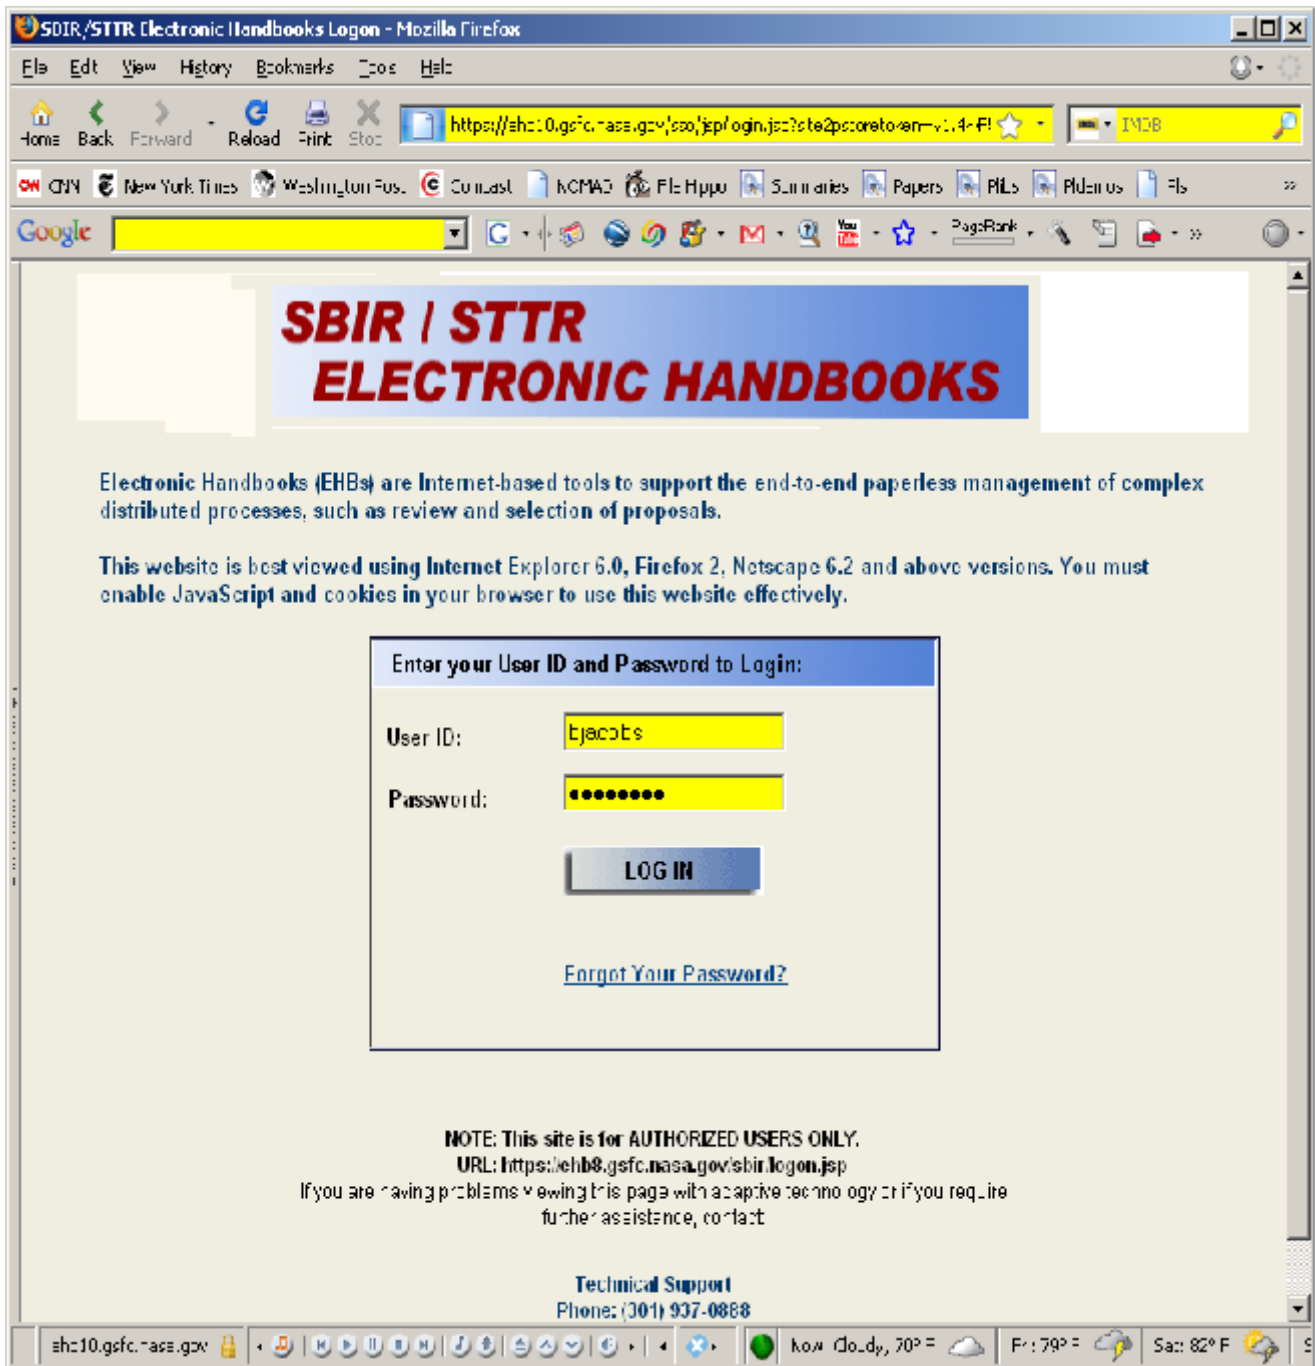 SBIR/STTR Electronic Handbooks Logon - Mozilla Firefox
File Edit View History Bookmarks Tools Help
Home Back Forward Reload Print Stop IMDB
CNN New York Times Washington Post Comcast NOMAD File Hippo Summaries Papers
Google PageRank
SBIR / STTR
ELECTRONIC HANDBOOKS
Electronic Handbooks (EHBs) are Internet-based tools to support the end-to-end paperless management of complex
distributed processes, such as review and selection of proposals.
This website is best viewed using Internet Explorer 6.0, Firefox 2, Netscape 6.2 and above versions. You must
enable JavaScript and cookies in your browser to use this website effectively.
Enter your User ID and Password to Login:
User ID: tjacobs
Password: ••••••••
LOG IN
Forgot Your Password?
NOTE: This site is for AUTHORIZED USERS ONLY.
URL: https://ehb8.gsfc.nasa.gov/sbir/logon.jsp
If you are having problems viewing this page with adaptive technology or if you require
further assistance, contact:
Technical Support
Phone: (301) 937-0888
ehb10.gsfc.nasa.gov Now: Cloudy, 70° F Fri: 79° F Sat: 82° F